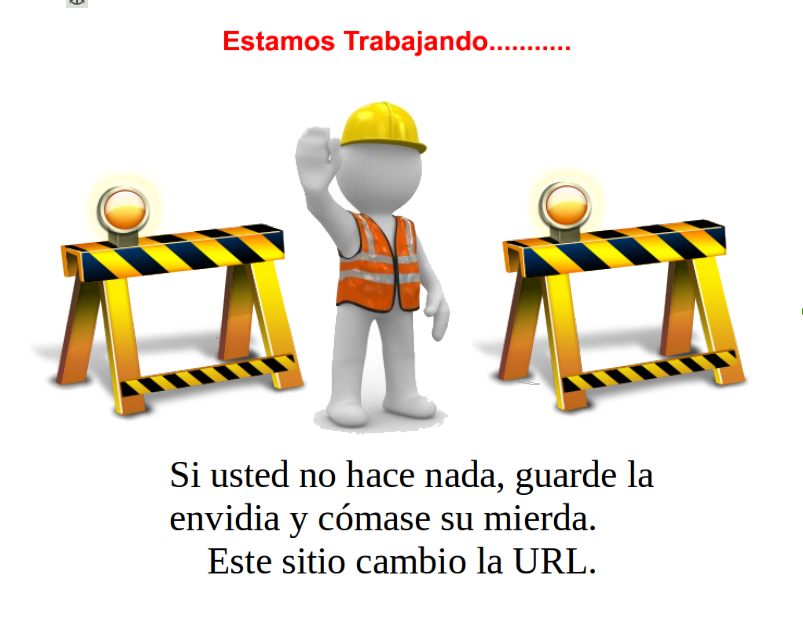 Estamos Trabajando...........
Si usted no hace nada, guarde la
envidia y cómase su mierda.
Este sitio cambio la URL.